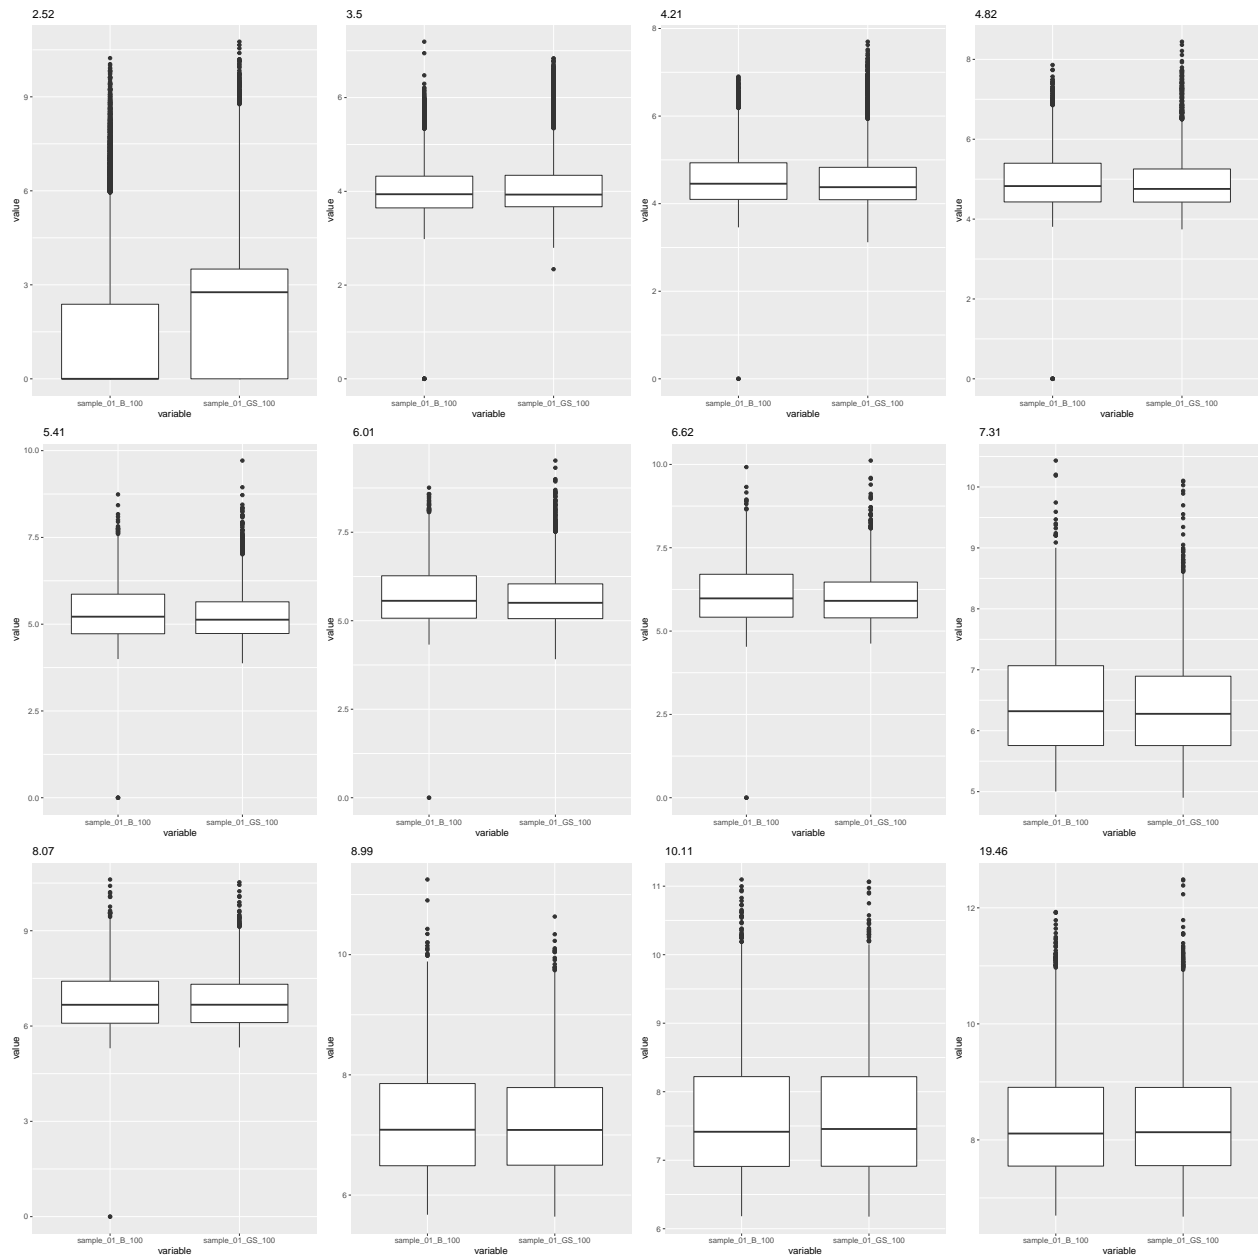 2.52
value
9
6
3
0
sample_01_B_100
sample_01_GS_100
variable
3.5
value
6
4
2
0
sample_01_B_100
sample_01_GS_100
variable
4.21
value
8
6
4
2
0
sample_01_B_100
sample_01_GS_100
variable
4.82
value
8
6
4
2
0
sample_01_B_100
sample_01_GS_100
variable
5.41
value
10.0
7.5
5.0
2.5
0.0
sample_01_B_100
sample_01_GS_100
variable
6.01
value
7.5
5.0
2.5
0.0
sample_01_B_100
sample_01_GS_100
variable
6.62
value
10.0
7.5
5.0
2.5
0.0
sample_01_B_100
sample_01_GS_100
variable
7.31
value
10
9
8
7
6
5
sample_01_B_100
sample_01_GS_100
variable
8.07
value
9
6
3
0
sample_01_B_100
sample_01_GS_100
variable
8.99
value
10
8
6
sample_01_B_100
sample_01_GS_100
variable
10.11
value
11
10
9
8
7
6
sample_01_B_100
sample_01_GS_100
variable
19.46
value
12
10
8
sample_01_B_100
sample_01_GS_100
variable